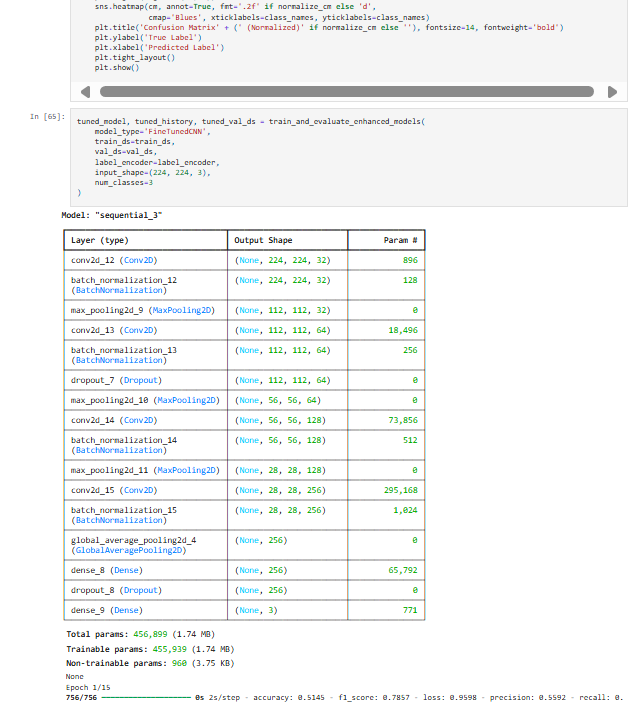 sns.heatmap(cm, annot=True, fmt='.2f' if normalize_cm else 'd',
cmap='Blues', xticklabels=class_names, yticklabels=class_names)
plt.title('Confusion Matrix' + (' (Normalized)' if normalize_cm else ''), fontsize=14, fontweight='bold')
plt.ylabel('True Label')
plt.xlabel('Predicted Label')
plt.tight_layout()
plt.show()
In [65]:
tuned_model, tuned_history, tuned_val_ds = train_and_evaluate_enhanced_models(
model_type='FineTunedCNN',
train_ds=train_ds,
val_ds=val_ds,
label_encoder=label_encoder,
input_shape=(224, 224, 3),
num_classes=3
)
Model: "sequential_3"
Layer (type) Output Shape Param #
conv2d_12 (Conv2D) (None, 224, 224, 32) 896
batch_normalization_12 (None, 224, 224, 32) 128
(BatchNormalization)
max_pooling2d_9 (MaxPooling2D) (None, 112, 112, 32) 0
conv2d_13 (Conv2D) (None, 112, 112, 64) 18,496
batch_normalization_13 (None, 112, 112, 64) 256
(BatchNormalization)
dropout_7 (Dropout) (None, 112, 112, 64) 0
max_pooling2d_10 (MaxPooling2D) (None, 56, 56, 64) 0
conv2d_14 (Conv2D) (None, 56, 56, 128) 73,856
batch_normalization_14 (None, 56, 56, 128) 512
(BatchNormalization)
max_pooling2d_11 (MaxPooling2D) (None, 28, 28, 128) 0
conv2d_15 (Conv2D) (None, 28, 28, 256) 295,168
batch_normalization_15 (None, 28, 28, 256) 1,024
(BatchNormalization)
global_average_pooling2d_4 (None, 256) 0
(GlobalAveragePooling2D)
dense_8 (Dense) (None, 256) 65,792
dropout_8 (Dropout) (None, 256) 0
dense_9 (Dense) (None, 3) 771
Total params: 456,899 (1.74 MB)
Trainable params: 455,939 (1.74 MB)
Non-trainable params: 960 (3.75 KB)
None
Epoch 1/15
756/756 ━━━━━━━━━━━━━━━━━━━━ 0s 2s/step - accuracy: 0.5145 - f1_score: 0.7857 - loss: 0.9598 - precision: 0.5592 - recall: 0.